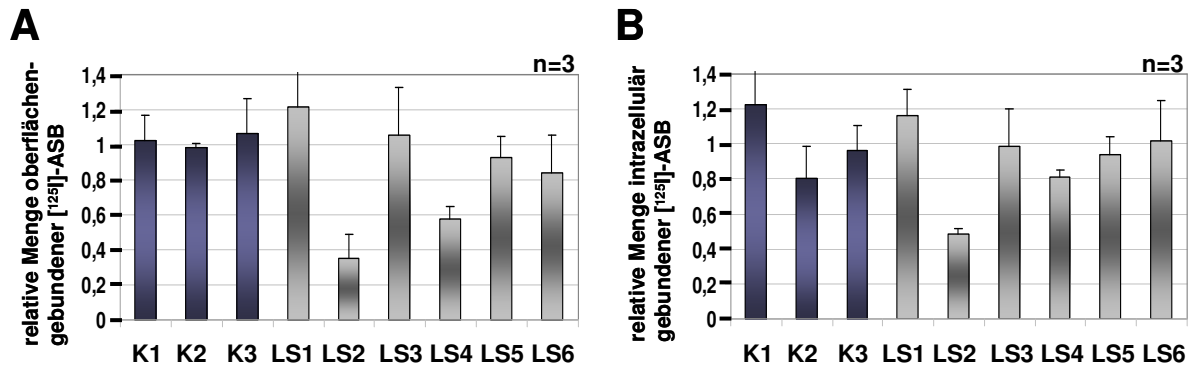 A
n=3
relative Menge oberflächen-
gebundener [¹²⁵I]-ASB
1,4
1,2
1
0,8
0,6
0,4
0,2
0
K1 K2 K3 LS1 LS2 LS3 LS4 LS5 LS6
B
n=3
relative Menge intrazellulär
gebundener [¹²⁵I]-ASB
1,4
1,2
1
0,8
0,6
0,4
0,2
0
K1 K2 K3 LS1 LS2 LS3 LS4 LS5 LS6